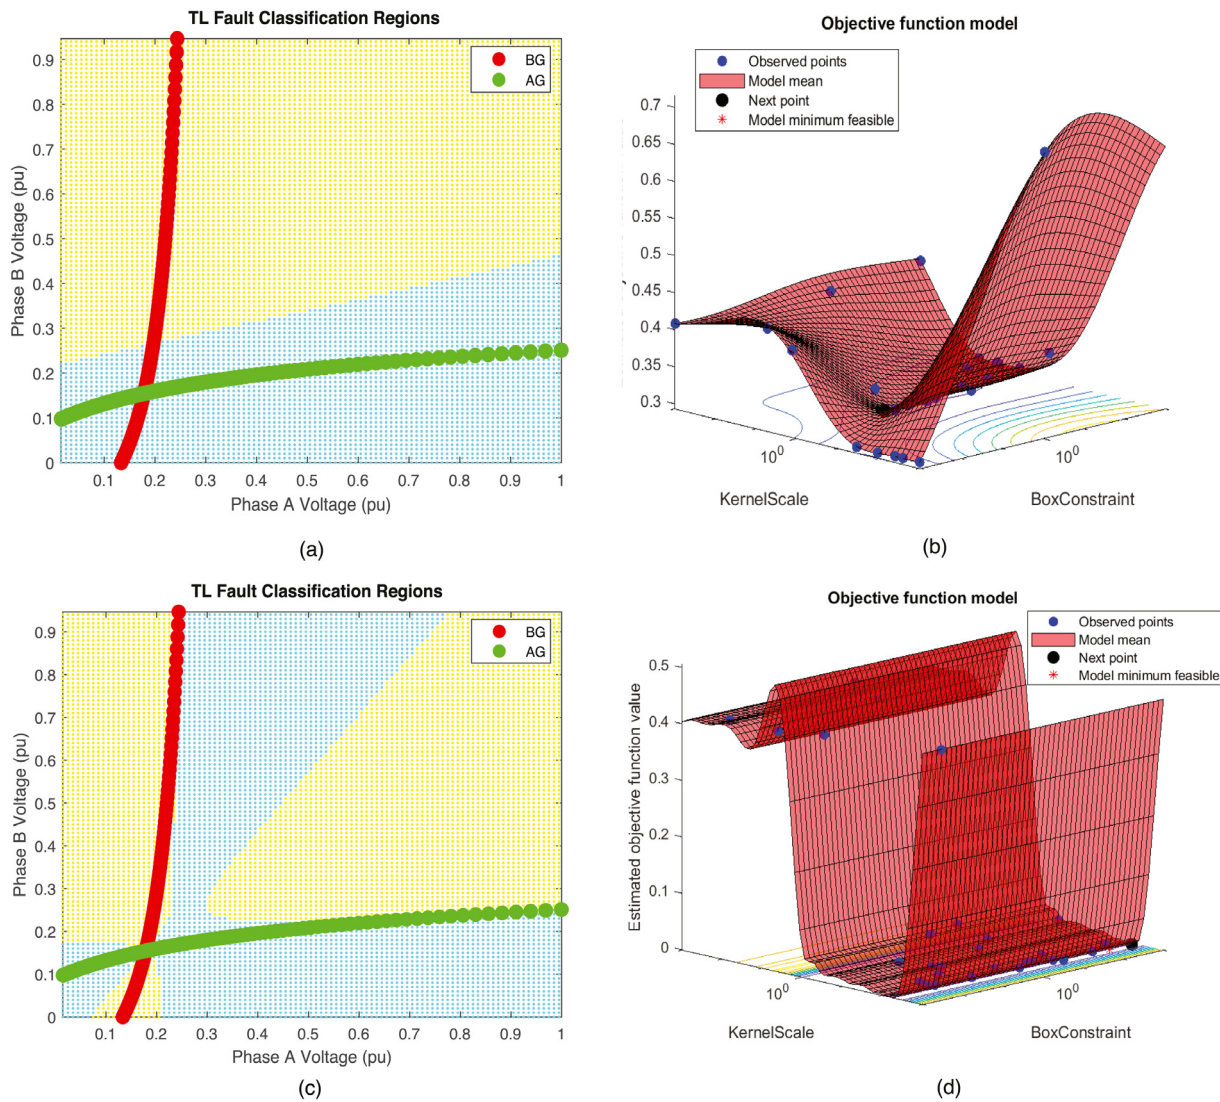 TL Fault Classification Regions
BG
AG
0.9
0.8
0.7
0.6
0.5
0.4
0.3
0.2
0.1
0
Phase B Voltage (pu)
0.1 0.2 0.3 0.4 0.5 0.6 0.7 0.8 0.9 1
Phase A Voltage (pu)
(a)
Objective function model
Observed points
Model mean
Next point
Model minimum feasible
0.7
0.65
0.6
0.55
0.5
0.45
0.4
0.35
0.3
10⁰
10⁰
KernelScale
BoxConstraint
(b)
TL Fault Classification Regions
BG
AG
0.9
0.8
0.7
0.6
0.5
0.4
0.3
0.2
0.1
0
Phase B Voltage (pu)
0.1 0.2 0.3 0.4 0.5 0.6 0.7 0.8 0.9 1
Phase A Voltage (pu)
(c)
Objective function model
Observed points
Model mean
Next point
Model minimum feasible
0.5
0.4
0.3
0.2
0.1
0
Estimated objective function value
10⁰
10⁰
KernelScale
BoxConstraint
(d)